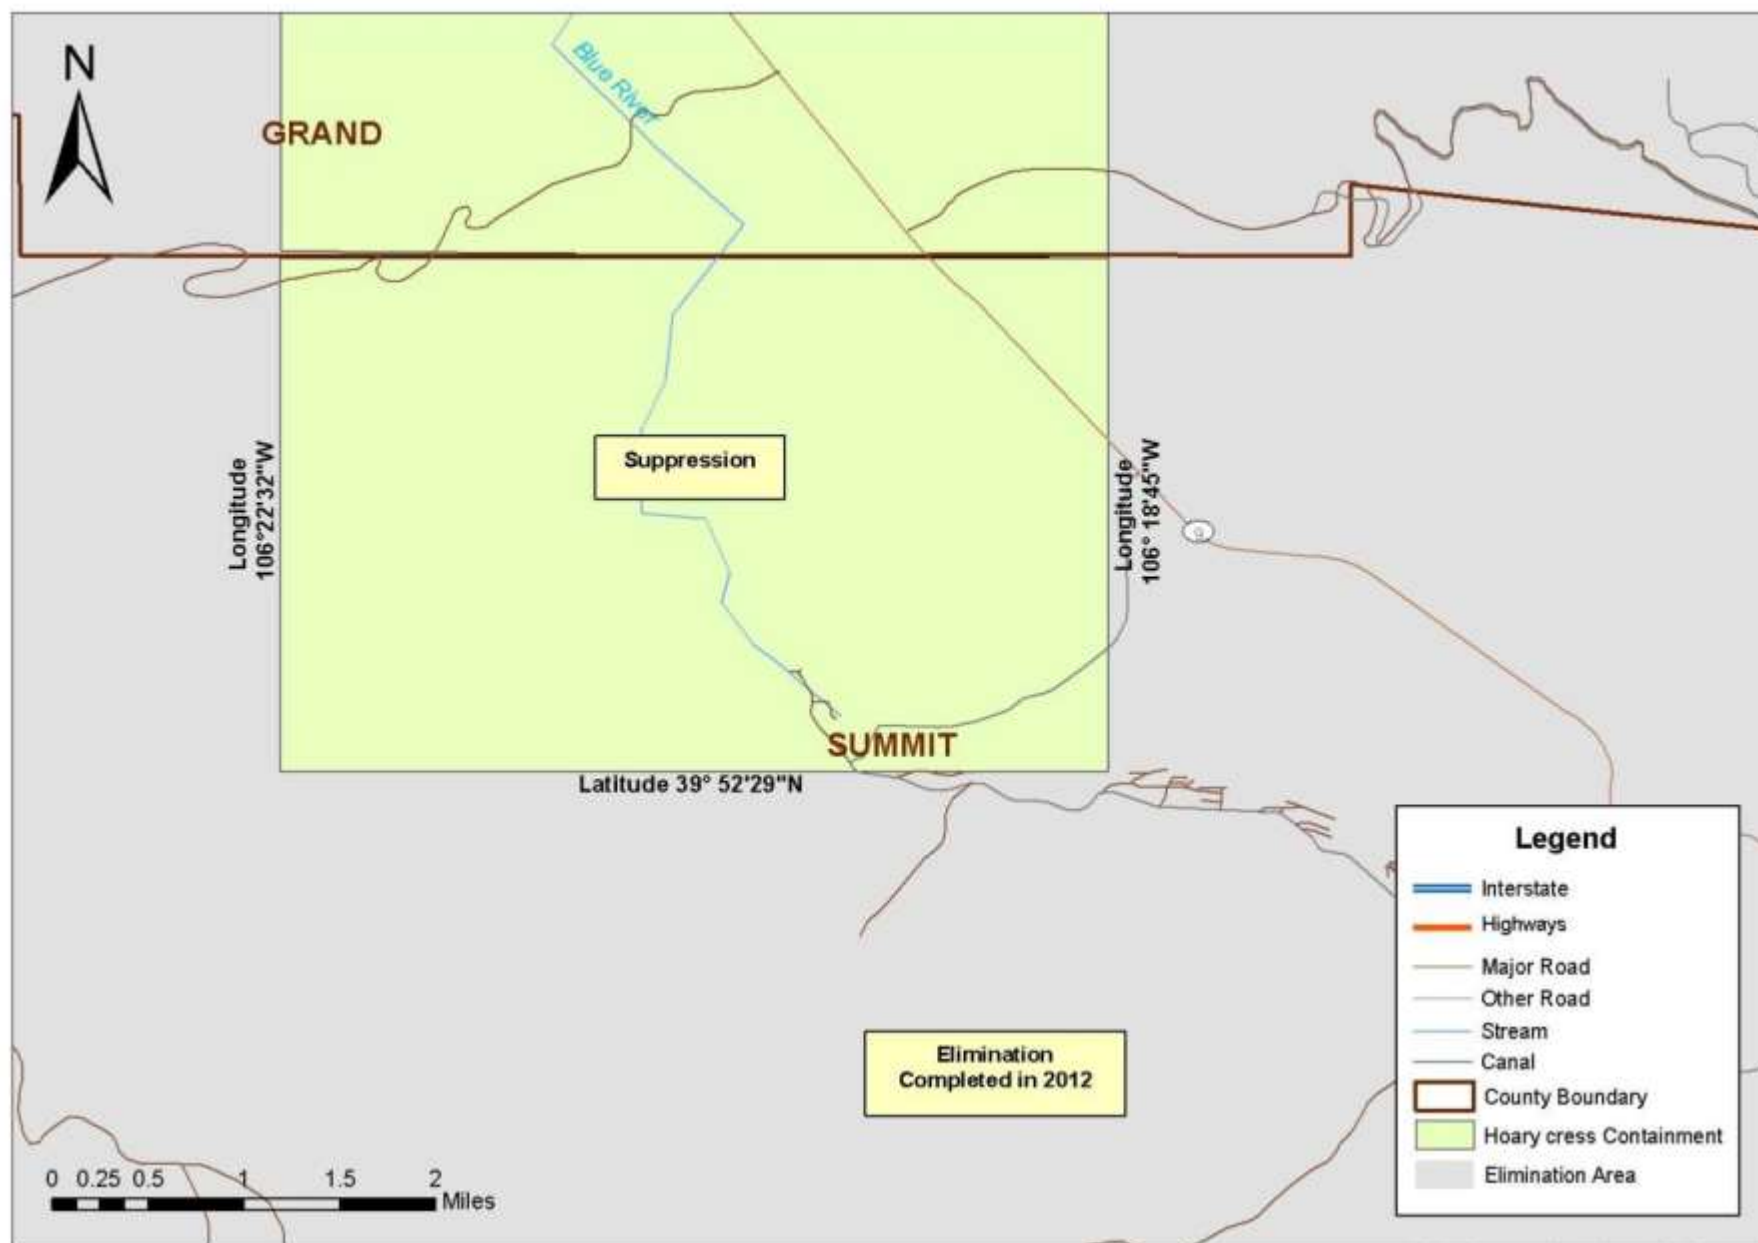 N
Blue River
GRAND
Suppression
Longitude
106°22'32"W
Longitude
106° 18'45"W
9
SUMMIT
Latitude 39° 52'29"N
Legend
Interstate
Highways
Major Road
Other Road
Stream
Canal
County Boundary
Hoary cress Containment
Elimination Area
Elimination
Completed in 2012
0 0.25 0.5 1 1.5 2
Miles